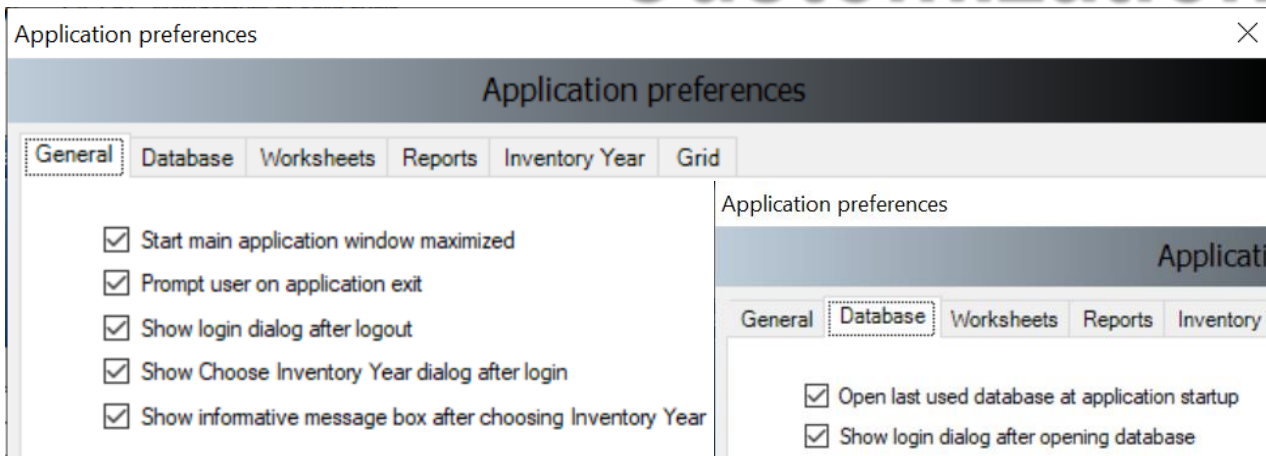 Customization
Application preferences
Application preferences
General Database Worksheets Reports Inventory Year Grid
Start main application window maximized
Prompt user on application exit
Show login dialog after logout
Show Choose Inventory Year dialog after login
Show informative message box after choosing Inventory Year
Application preferences
Applicati
General Database Worksheets Reports Inventory
Open last used database at application startup
Show login dialog after opening database